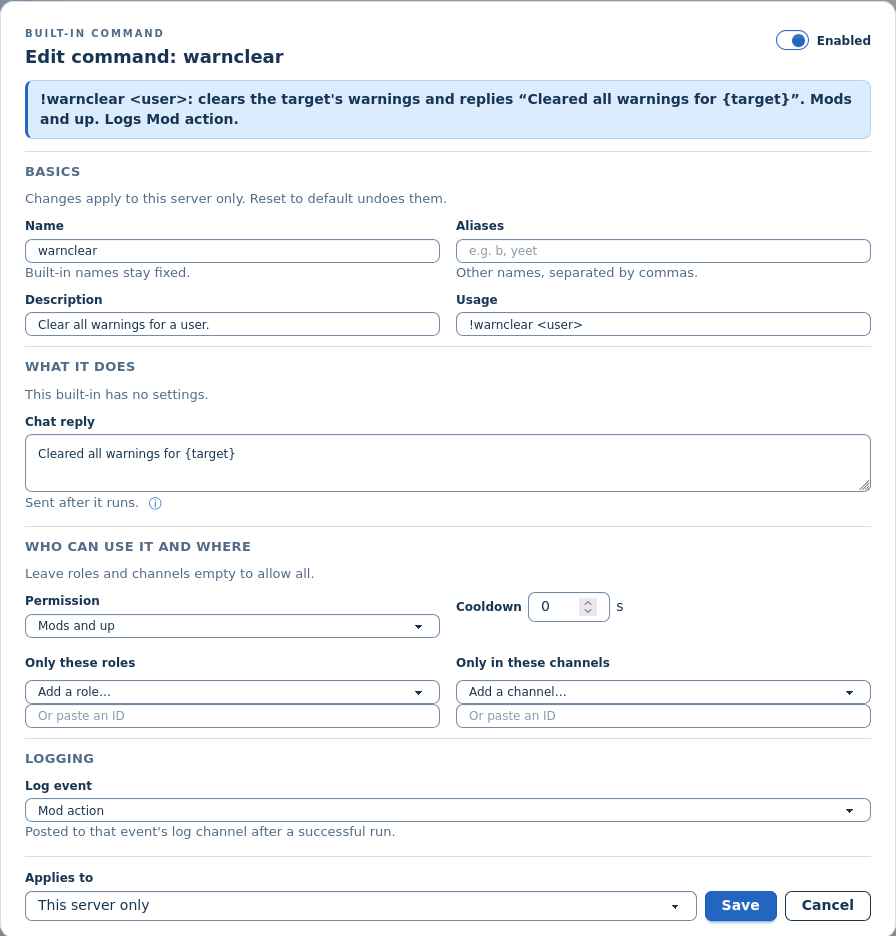 BUILT-IN COMMAND
Edit command: warnclear
Enabled
!warnclear <user>: clears the target's warnings and replies “Cleared all warnings for {target}”. Mods
and up. Logs Mod action.
BASICS
Changes apply to this server only. Reset to default undoes them.
Name
Aliases
warnclear
e.g. b, yeet
Built-in names stay fixed.
Other names, separated by commas.
Description
Usage
Clear all warnings for a user.
!warnclear <user>
WHAT IT DOES
This built-in has no settings.
Chat reply
Cleared all warnings for {target}
Sent after it runs. ⓘ
WHO CAN USE IT AND WHERE
Leave roles and channels empty to allow all.
Permission
Mods and up
Cooldown 0 s
Only these roles
Only in these channels
Add a role...
Add a channel...
Or paste an ID
Or paste an ID
LOGGING
Log event
Mod action
Posted to that event's log channel after a successful run.
Applies to
This server only
Save
Cancel